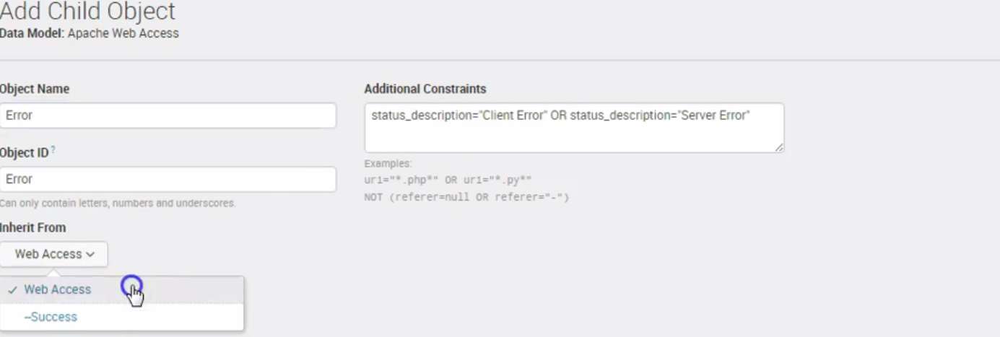 Add Child Object
Data Model: Apache Web Access
Object Name
Error
Object ID ?
Error
Can only contain letters, numbers and underscores.
Inherit From
Web Access
Web Access
--Success
Additional Constraints
status_description="Client Error" OR status_description="Server Error"
Examples:
uri="*.php*" OR uri="*.py*"
NOT (referer=null OR referer="-")